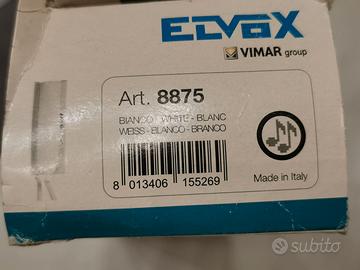 ELVOX
VIMAR group
Art. 8875
BIANCO - WHITE - BLANC
WEISS - BLANCO - BRANCO
8 013406 155269
Made in Italy
subito